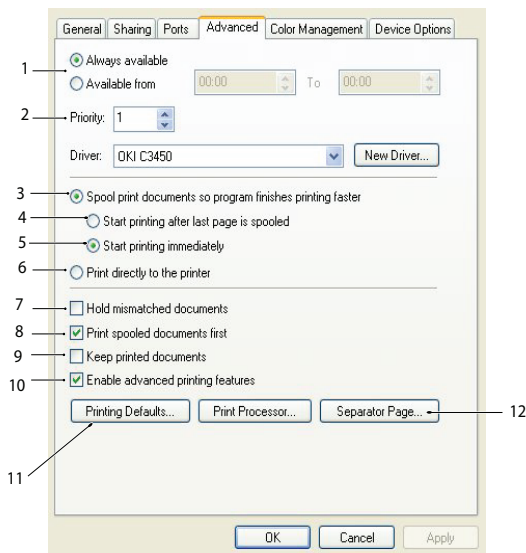 General Sharing Ports Advanced Color Management Device Options
1 Always available
Available from 00:00 To 00:00
2 Priority: 1
Driver: OKI C3450 New Driver...
3 Spool print documents so program finishes printing faster
4 Start printing after last page is spooled
5 Start printing immediately
6 Print directly to the printer
7 Hold mismatched documents
8 Print spooled documents first
9 Keep printed documents
10 Enable advanced printing features
Printing Defaults... Print Processor... Separator Page... 12
11
OK Cancel Apply